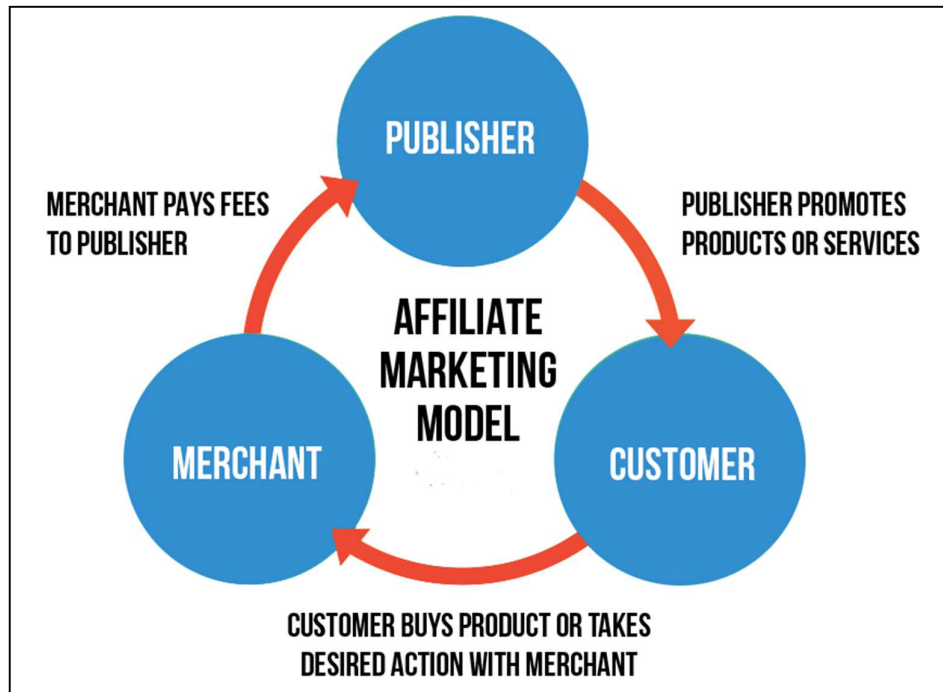 PUBLISHER
MERCHANT PAYS FEES
TO PUBLISHER
PUBLISHER PROMOTES
PRODUCTS OR SERVICES
AFFILIATE
MARKETING
MODEL
MERCHANT
CUSTOMER
CUSTOMER BUYS PRODUCT OR TAKES
DESIRED ACTION WITH MERCHANT